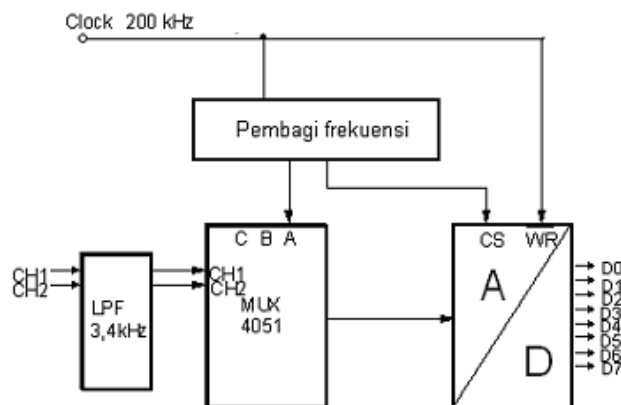 Clock 200 kHz
Pembagi frekuensi
C B A
CS WR
CH1
CH2
LPF
3,4kHz
CH1
CH2
MUX
4051
A
D
D0
D1
D2
D3
D4
D5
D6
D7